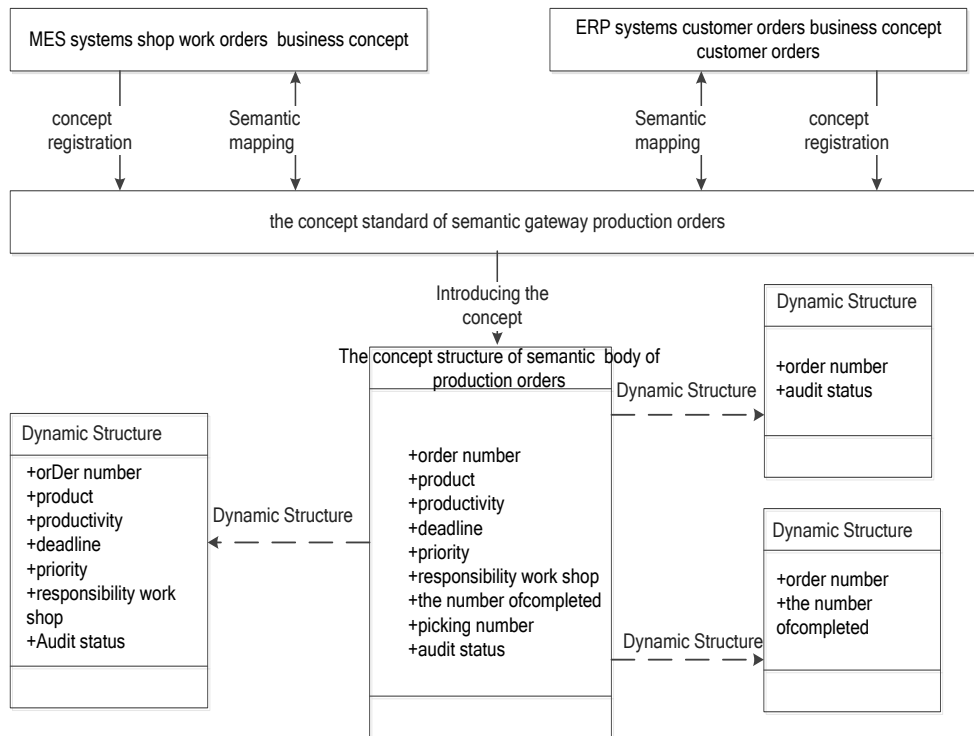 MES systems shop work orders business concept
ERP systems customer orders business concept
customer orders
concept
registration
Semantic
mapping
Semantic
mapping
concept
registration
the concept standard of semantic gateway production orders
Introducing the
concept
The concept structure of semantic body of
production orders
+order number
+product
+productivity
+deadline
+priority
+responsibility work shop
+the number ofcompleted
+picking number
+audit status
Dynamic Structure
Dynamic Structure
+order number
+audit status
Dynamic Structure
Dynamic Structure
+orDer number
+product
+productivity
+deadline
+priority
+responsibility work
shop
+Audit status
Dynamic Structure
Dynamic Structure
+order number
+the number
ofcompleted